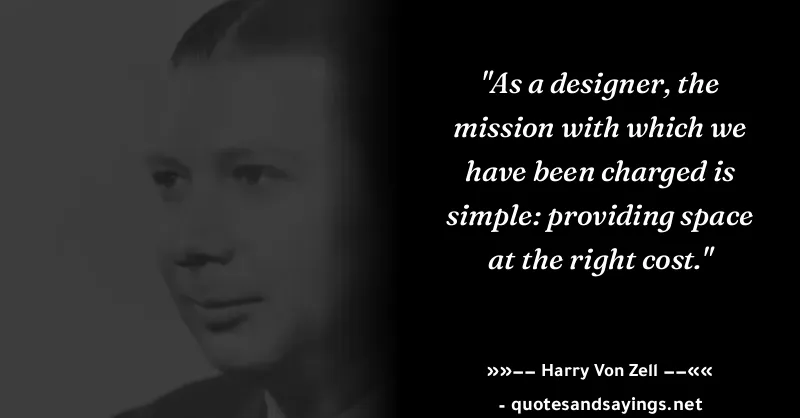 "As a designer, the
mission with which we
have been charged is
simple: providing space
at the right cost."
»»–– Harry Von Zell ––««
- quotesandsayings.net